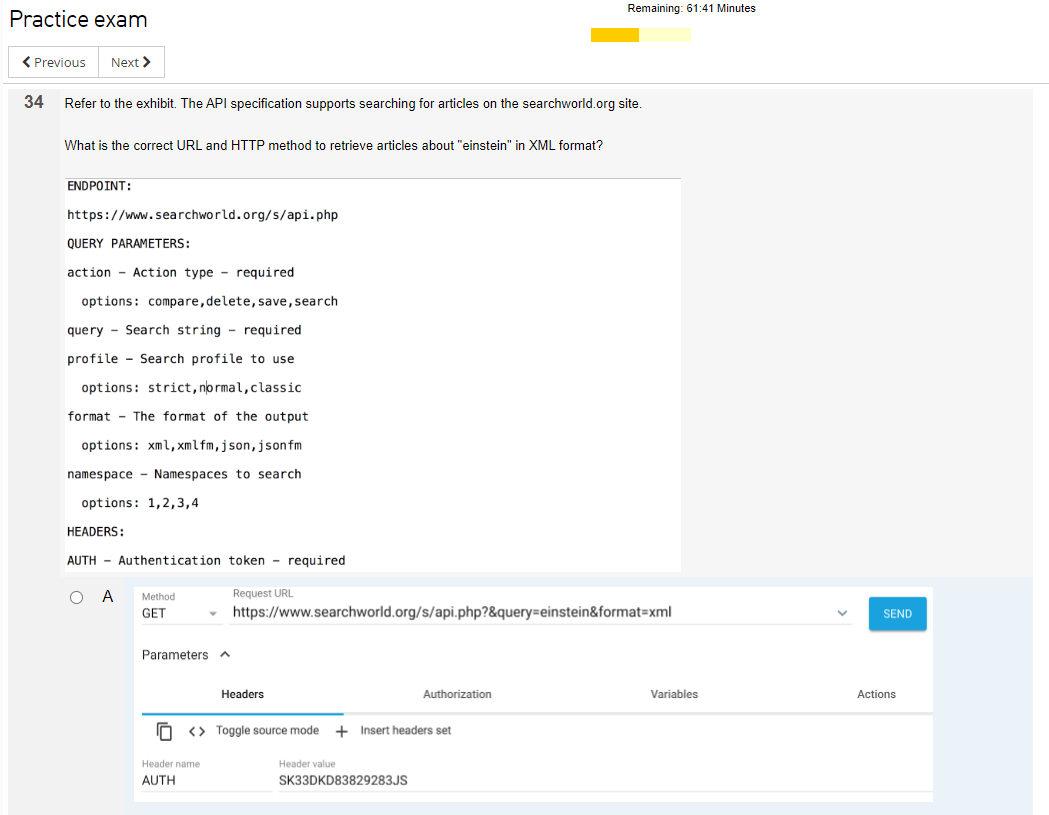 Practice exam
Remaining: 61:41 Minutes
Previous
Next
34
Refer to the exhibit. The API specification supports searching for articles on the searchworld.org site.
What is the correct URL and HTTP method to retrieve articles about "einstein" in XML format?
ENDPOINT:
https://www.searchworld.org/s/api.php
QUERY PARAMETERS:
action – Action type – required
options: compare,delete,save,search
query – Search string – required
profile – Search profile to use
options: strict,normal,classic
format – The format of the output
options: xml,xmlfm,json,jsonfm
namespace – Namespaces to search
options: 1,2,3,4
HEADERS:
AUTH – Authentication token – required
A
Method
Request URL
GET
https://www.searchworld.org/s/api.php?&query=einstein&format=xml
SEND
Parameters
Headers Authorization Variables Actions
<> Toggle source mode + Insert headers set
Header name Header value
AUTH SK33DKD83829283JS